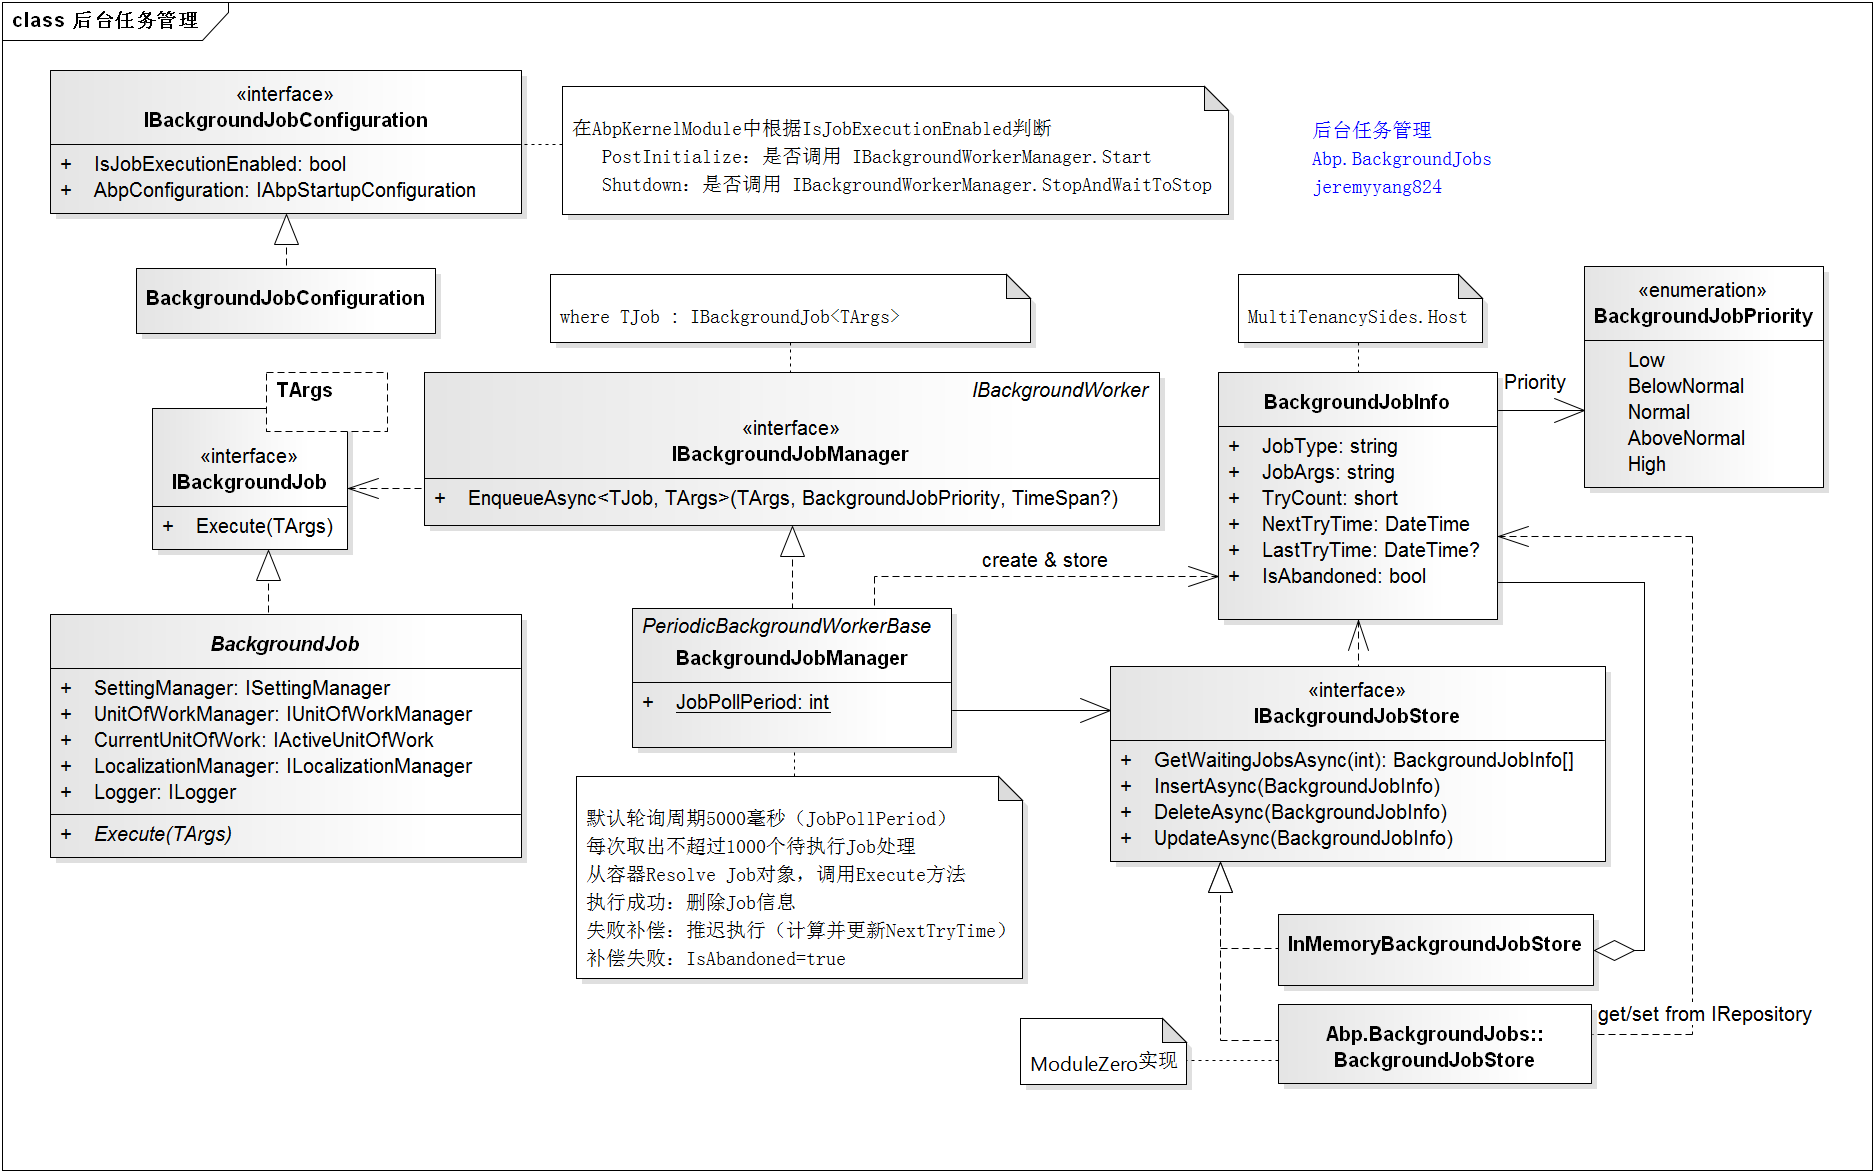 class 后台任务管理
«interface»
IBackgroundJobConfiguration
+ IsJobExecutionEnabled: bool
+ AbpConfiguration: IAbpStartupConfiguration
在AbpKernelModule中根据IsJobExecutionEnabled判断
PostInitialize: 是否调用 IBackgroundWorkerManager.Start
Shutdown: 是否调用 IBackgroundWorkerManager.StopAndWaitToStop
后台任务管理
Abp.BackgroundJobs
jeremyyang824
BackgroundJobConfiguration
where TJob : IBackgroundJob<TArgs>
MultiTenancySides.Host
«enumeration»
BackgroundJobPriority
Low
BelowNormal
Normal
AboveNormal
High
Priority
TArgs
«interface»
IBackgroundJob
+ Execute(TArgs)
IBackgroundWorker
«interface»
IBackgroundJobManager
+ EnqueueAsync<TJob, TArgs>(TArgs, BackgroundJobPriority, TimeSpan?)
BackgroundJobInfo
+ JobType: string
+ JobArgs: string
+ TryCount: short
+ NextTryTime: DateTime
+ LastTryTime: DateTime?
+ IsAbandoned: bool
create & store
BackgroundJob
+ SettingManager: ISettingManager
+ UnitOfWorkManager: IUnitOfWorkManager
+ CurrentUnitOfWork: IActiveUnitOfWork
+ LocalizationManager: ILocalizationManager
+ Logger: ILogger
+ Execute(TArgs)
PeriodicBackgroundWorkerBase
BackgroundJobManager
+ JobPollPeriod: int
«interface»
IBackgroundJobStore
+ GetWaitingJobsAsync(int): BackgroundJobInfo[]
+ InsertAsync(BackgroundJobInfo)
+ DeleteAsync(BackgroundJobInfo)
+ UpdateAsync(BackgroundJobInfo)
默认轮询周期5000毫秒（JobPollPeriod）
每次取出不超过1000个待执行Job处理
从容器Resolve Job对象，调用Execute方法
执行成功：删除Job信息
失败补偿：推迟执行（计算并更新NextTryTime）
补偿失败：IsAbandoned=true
InMemoryBackgroundJobStore
get/set from IRepository
Abp.BackgroundJobs::
BackgroundJobStore
ModuleZero实现